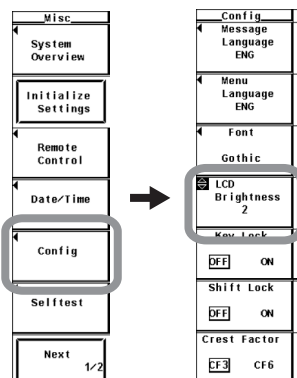 Misc
System
Overview
Initialize
Settings
Remote
Control
Date/Time
Config
Selftest
Next
1/2
Config
Message
Language
ENG
Menu
Language
ENG
Font
Gothic
LCD
Brightness
2
Key Lock
OFF ON
Shift Lock
OFF ON
Crest Factor
CF3 CF6